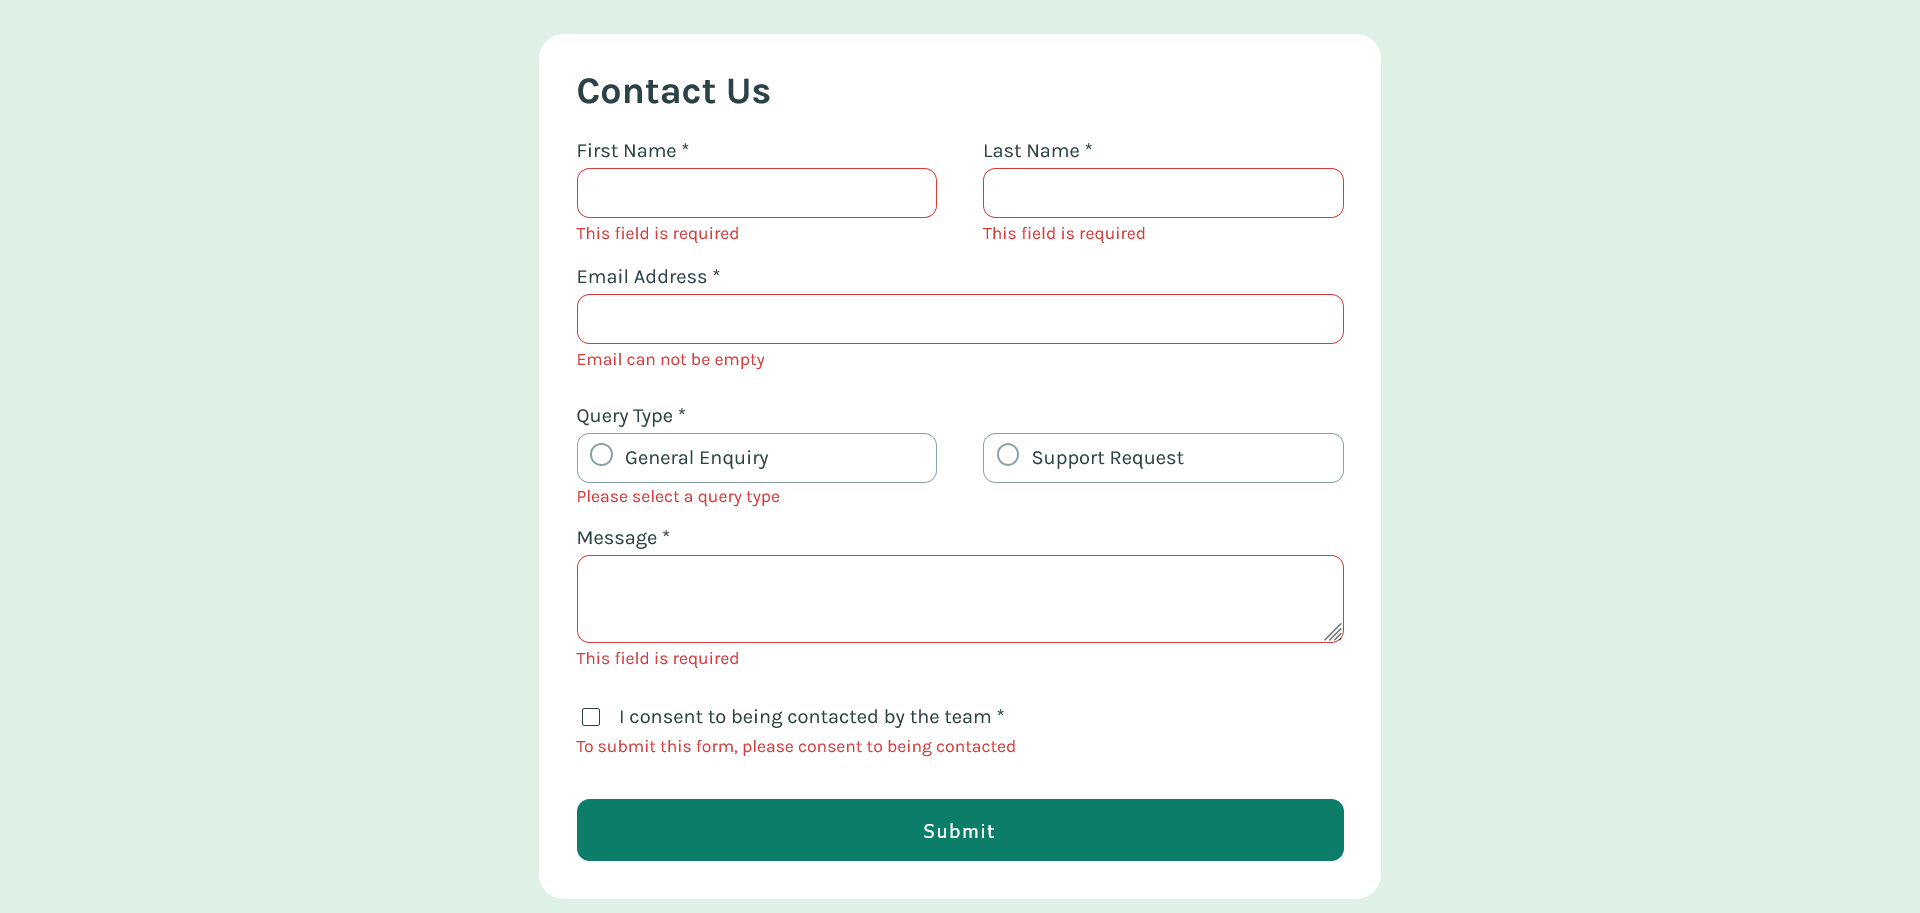 Contact Us
First Name *
Last Name *
This field is required
This field is required
Email Address *
Email can not be empty
Query Type *
General Enquiry
Support Request
Please select a query type
Message *
This field is required
I consent to being contacted by the team *
To submit this form, please consent to being contacted
Submit